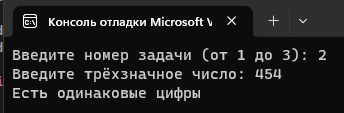 Консоль отладки Microsoft V
Введите номер задачи (от 1 до 3): 2
Введите трёхзначное число: 454
Есть одинаковые цифры